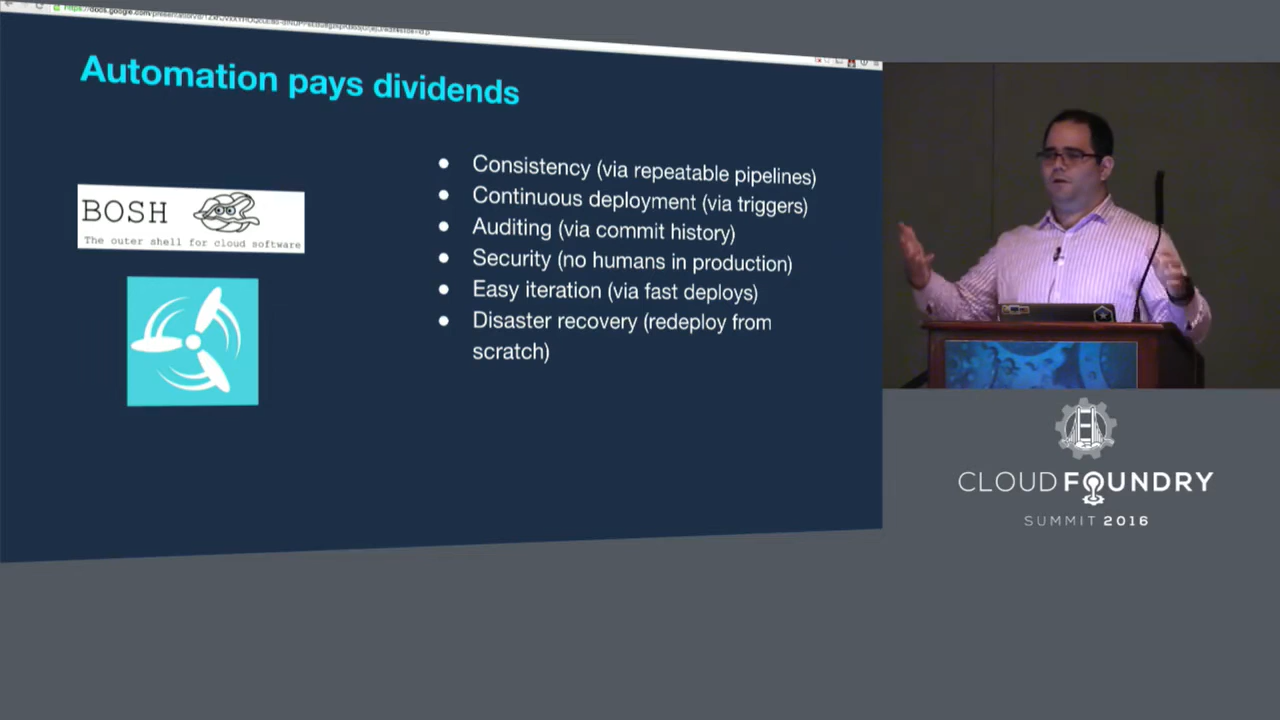 Automation pays dividends
BOSH
The outer shell for cloud software
● Consistency (via repeatable pipelines)
● Continuous deployment (via triggers)
● Auditing (via commit history)
● Security (no humans in production)
● Easy iteration (via fast deploys)
● Disaster recovery (redeploy from
scratch)
CLOUD FOUNDRY
SUMMIT 2016